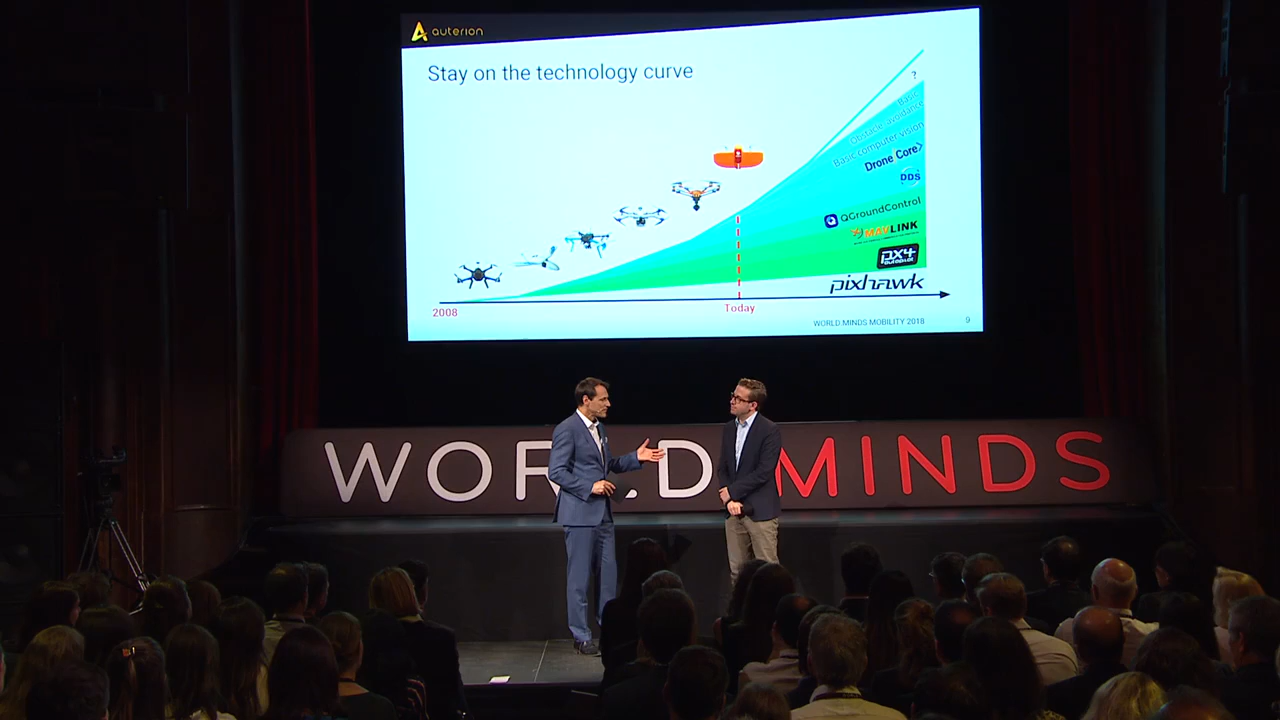 auterion
Stay on the technology curve
?
Basic
Obstacle avoidance
Basic computer vision
Drone Core
DDS
QGroundControl
MAVLINK
PX4
autopilot
pixhawk
2008
Today
WORLD.MINDS MOBILITY 2018
9
WORLD MINDS